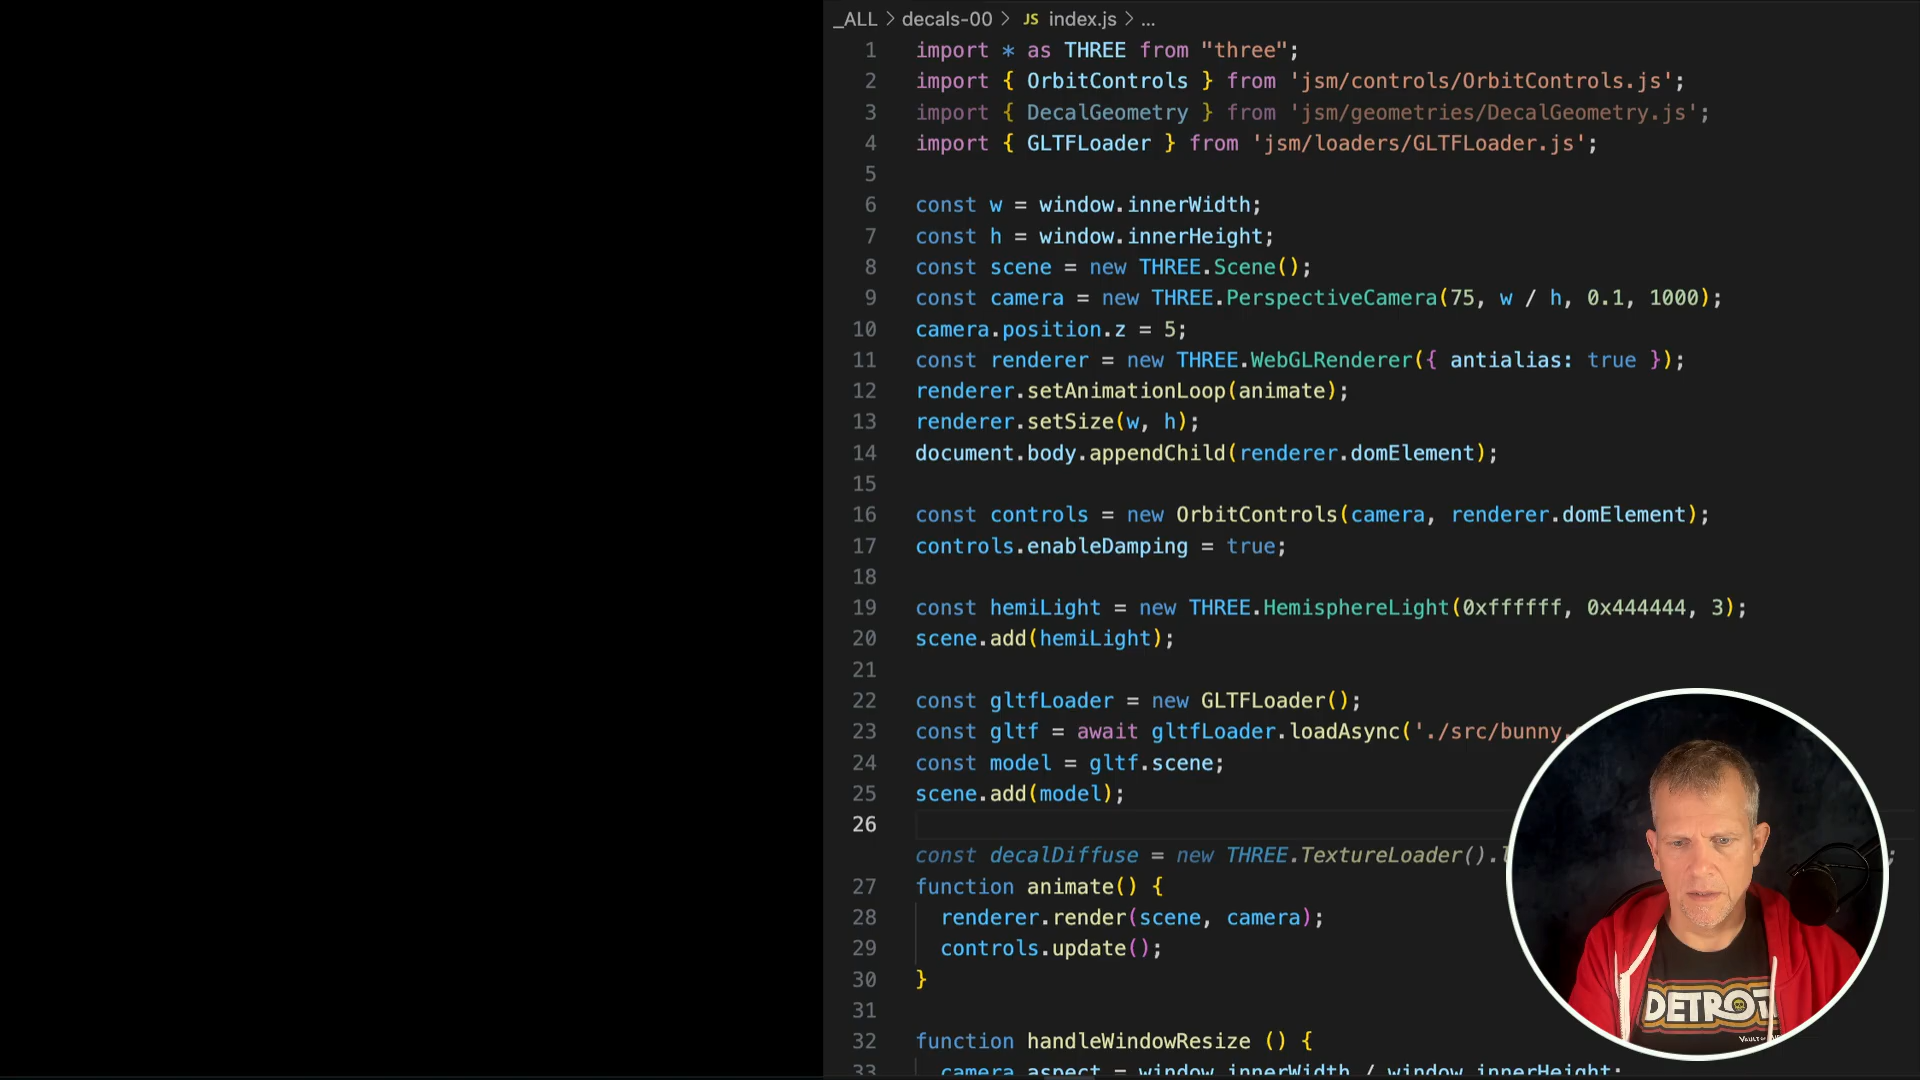 _ALL > decals-00 > JS index.js > ...
1 import * as THREE from "three";
2 import { OrbitControls } from 'jsm/controls/OrbitControls.js';
3 import { DecalGeometry } from 'jsm/geometries/DecalGeometry.js';
4 import { GLTFLoader } from 'jsm/loaders/GLTFLoader.js';
5
6 const w = window.innerWidth;
7 const h = window.innerHeight;
8 const scene = new THREE.Scene();
9 const camera = new THREE.PerspectiveCamera(75, w / h, 0.1, 1000);
10 camera.position.z = 5;
11 const renderer = new THREE.WebGLRenderer({ antialias: true });
12 renderer.setAnimationLoop(animate);
13 renderer.setSize(w, h);
14 document.body.appendChild(renderer.domElement);
15
16 const controls = new OrbitControls(camera, renderer.domElement);
17 controls.enableDamping = true;
18
19 const hemiLight = new THREE.HemisphereLight(0xffffff, 0x444444, 3);
20 scene.add(hemiLight);
21
22 const gltfLoader = new GLTFLoader();
23 const gltf = await gltfLoader.loadAsync('./src/bunny.
24 const model = gltf.scene;
25 scene.add(model);
26
const decalDiffuse = new THREE.TextureLoader().l ;
27 function animate() {
28 renderer.render(scene, camera);
29 controls.update();
30 }
31
32 function handleWindowResize () {
33 camera.aspect = window.innerWidth / window.innerHeight;
DETROIT